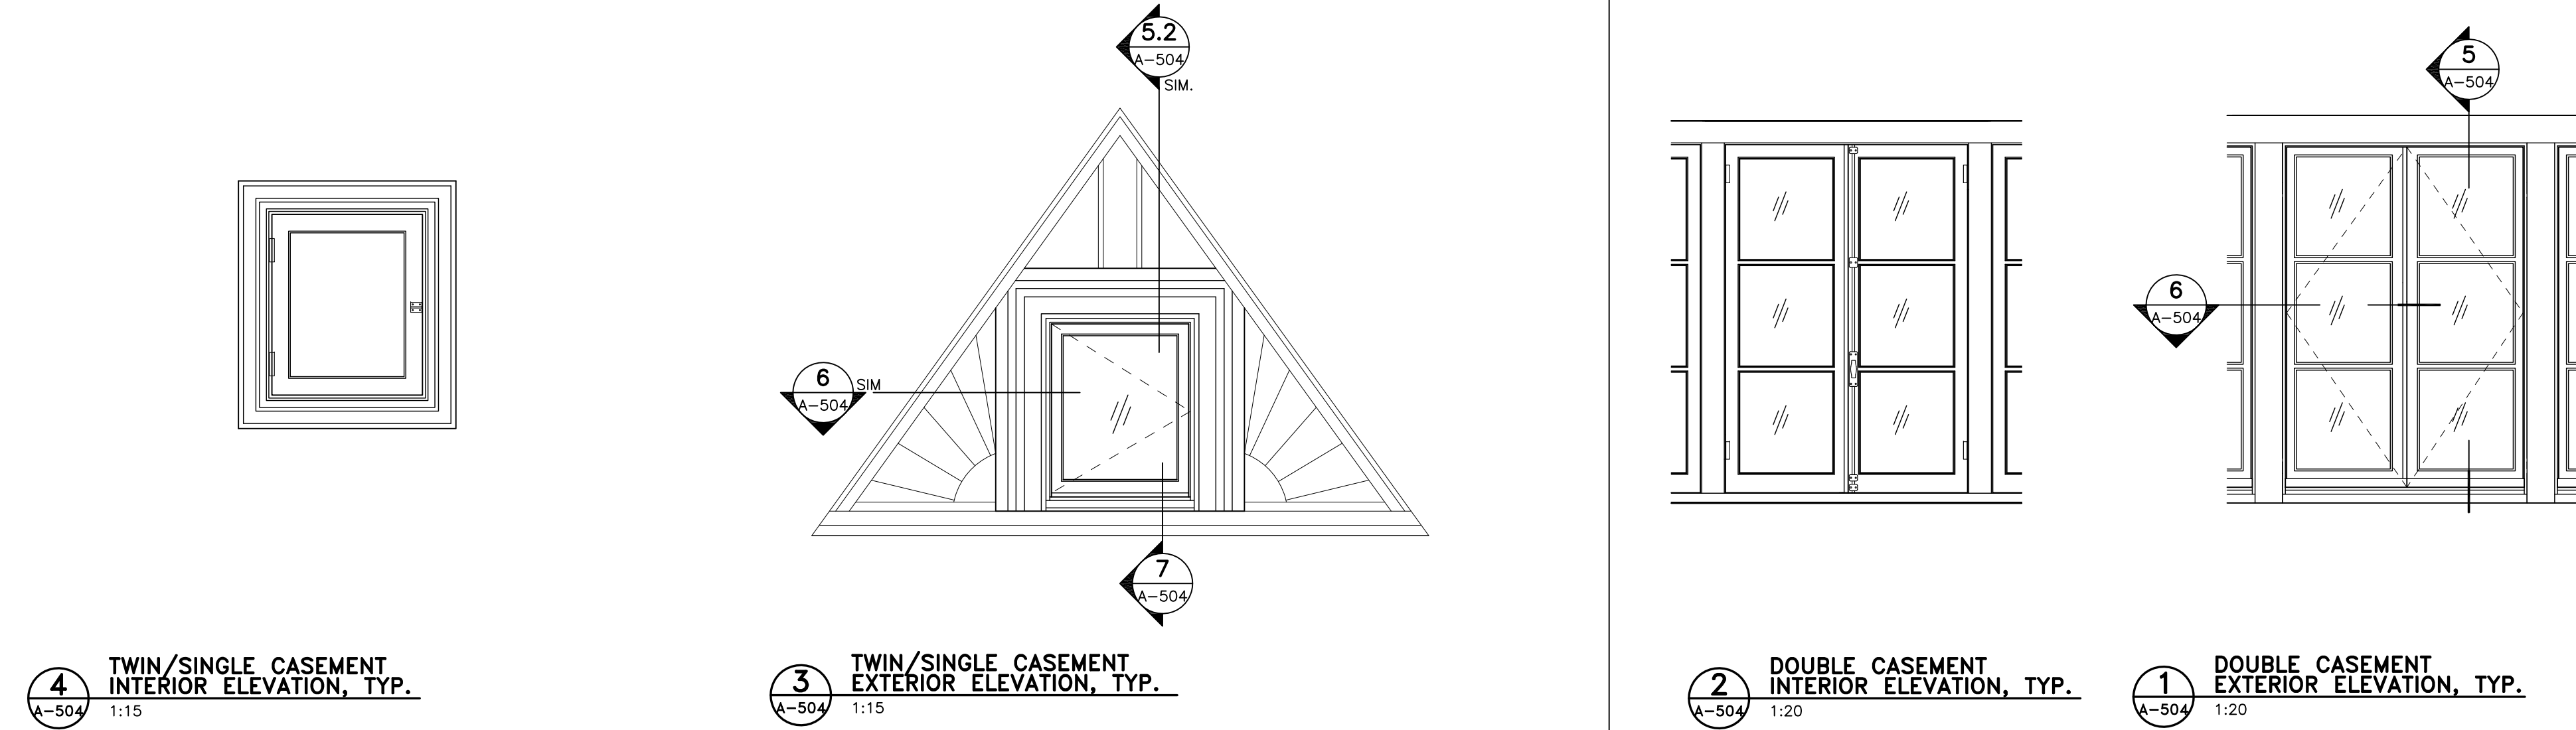 5.2
A-504
SIM.
5
A-504
6
A-504
SIM
6
A-504
7
A-504
4
A-504
TWIN/SINGLE CASEMENT
INTERIOR ELEVATION, TYP.
1:15
3
A-504
TWIN/SINGLE CASEMENT
EXTERIOR ELEVATION, TYP.
1:15
2
A-504
DOUBLE CASEMENT
INTERIOR ELEVATION, TYP.
1:20
1
A-504
DOUBLE CASEMENT
EXTERIOR ELEVATION, TYP.
1:20